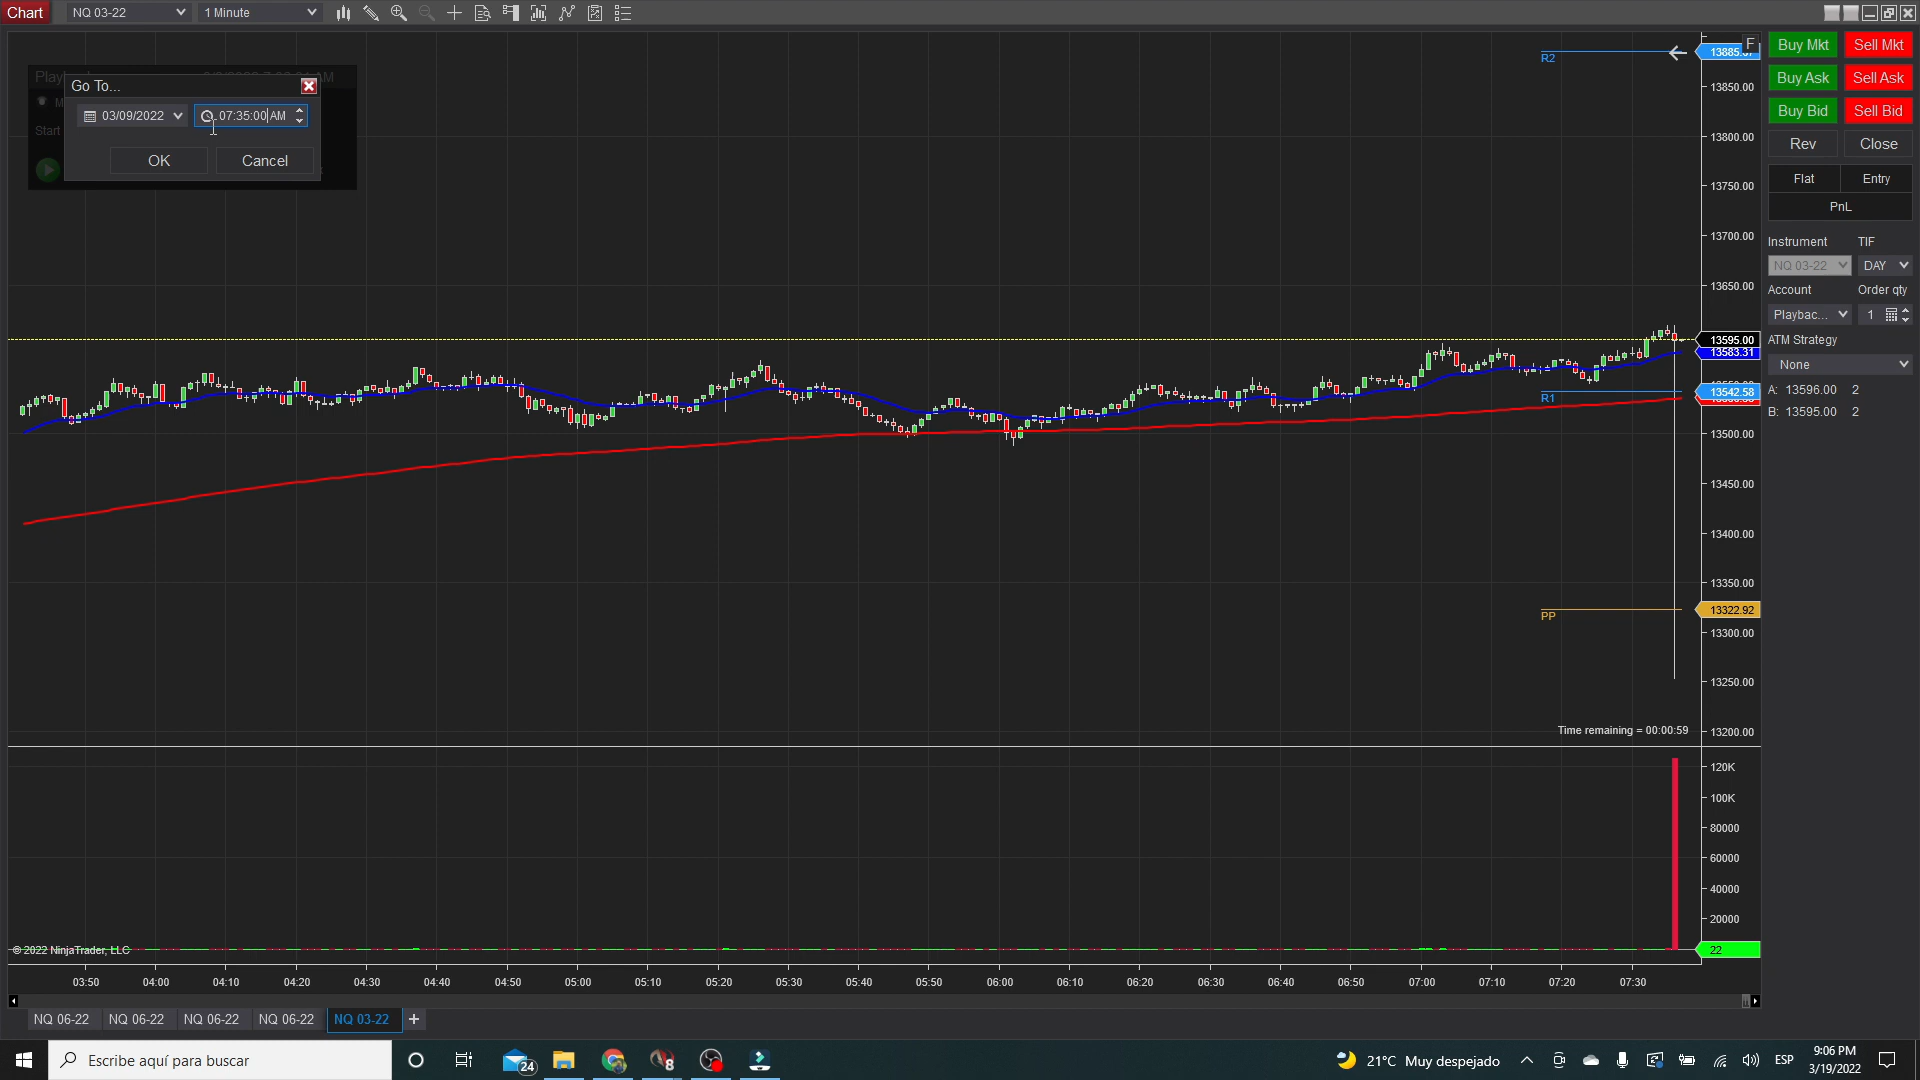 Chart NQ 03-22 1 Minute
Go To...
03/09/2022 07:35:00 AM
OK Cancel
Start
R2
13885.67
F
13850.00
13800.00
13750.00
13700.00
13650.00
13595.00
13583.31
13542.58
R1
13500.00
13450.00
13400.00
13350.00
13322.92
PP
13300.00
13250.00
Time remaining = 00:00:59
13200.00
120K
100K
80000
60000
40000
20000
22
© 2022 NinjaTrader, LLC
03:50 04:00 04:10 04:20 04:30 04:40 04:50 05:00 05:10 05:20 05:30 05:40 05:50 06:00 06:10 06:20 06:30 06:40 06:50 07:00 07:10 07:20 07:30
Buy Mkt Sell Mkt
Buy Ask Sell Ask
Buy Bid Sell Bid
Rev Close
Flat Entry
PnL
Instrument TIF
NQ 03-22 DAY
Account Order qty
Playbac... 1
ATM Strategy
None
A: 13596.00 2
B: 13595.00 2
NQ 06-22 NQ 06-22 NQ 06-22 NQ 06-22 NQ 03-22 +
Escribe aquí para buscar
24
8
21°C Muy despejado
ESP
9:06 PM
3/19/2022